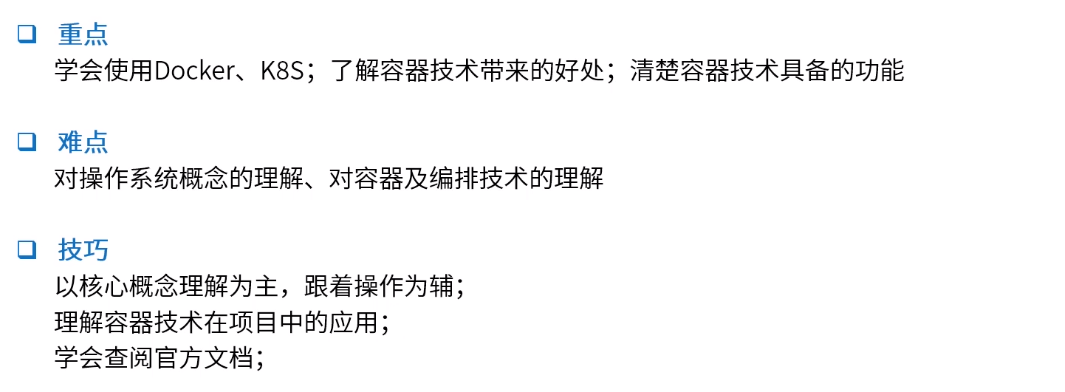 重点
学会使用Docker、K8S；了解容器技术带来的好处；清楚容器技术具备的功能
难点
对操作系统概念的理解、对容器及编排技术的理解
技巧
以核心概念理解为主，跟着操作为辅；
理解容器技术在项目中的应用；
学会查阅官方文档；